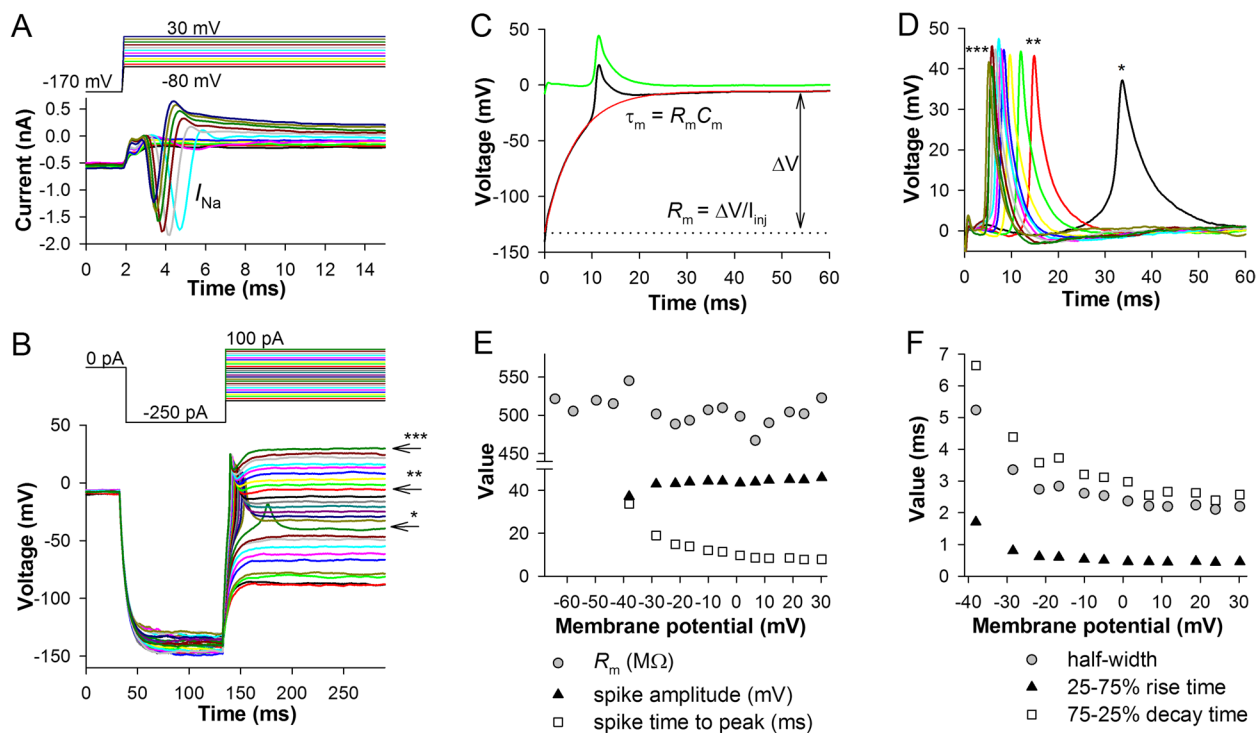 A
30 mV
-170 mV
-80 mV
0.5
0.0
-0.5
-1.0
-1.5
-2.0
Current (nA)
INa
0 2 4 6 8 10 12 14
Time (ms)
B
100 pA
0 pA
-250 pA
50
0
-50
-100
-150
Voltage (mV)
***
**
*
0 50 100 150 200 250
Time (ms)
C
50
0
-50
-100
-150
Voltage (mV)
τm = RmCm
ΔV
Rm = ΔV/Iinj
0 10 20 30 40 50 60
Time (ms)
D
50
40
30
20
10
0
Voltage (mV)
***
**
*
0 10 20 30 40 50 60
Time (ms)
E
550
500
450
40
20
0
Value
-60 -50 -40 -30 -20 -10 0 10 20 30
Membrane potential (mV)
Rm (MΩ)
spike amplitude (mV)
spike time to peak (ms)
F
7
6
5
4
3
2
1
0
Value (ms)
-40 -30 -20 -10 0 10 20 30
Membrane potential (mV)
half-width
25-75% rise time
75-25% decay time